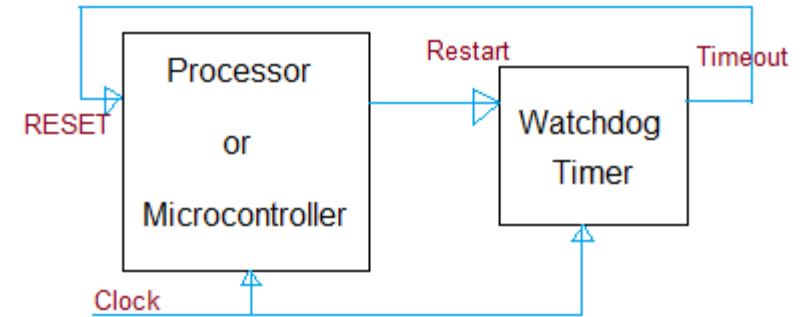 Restart
Timeout
Processor
or
Microcontroller
RESET
Watchdog
Timer
Clock